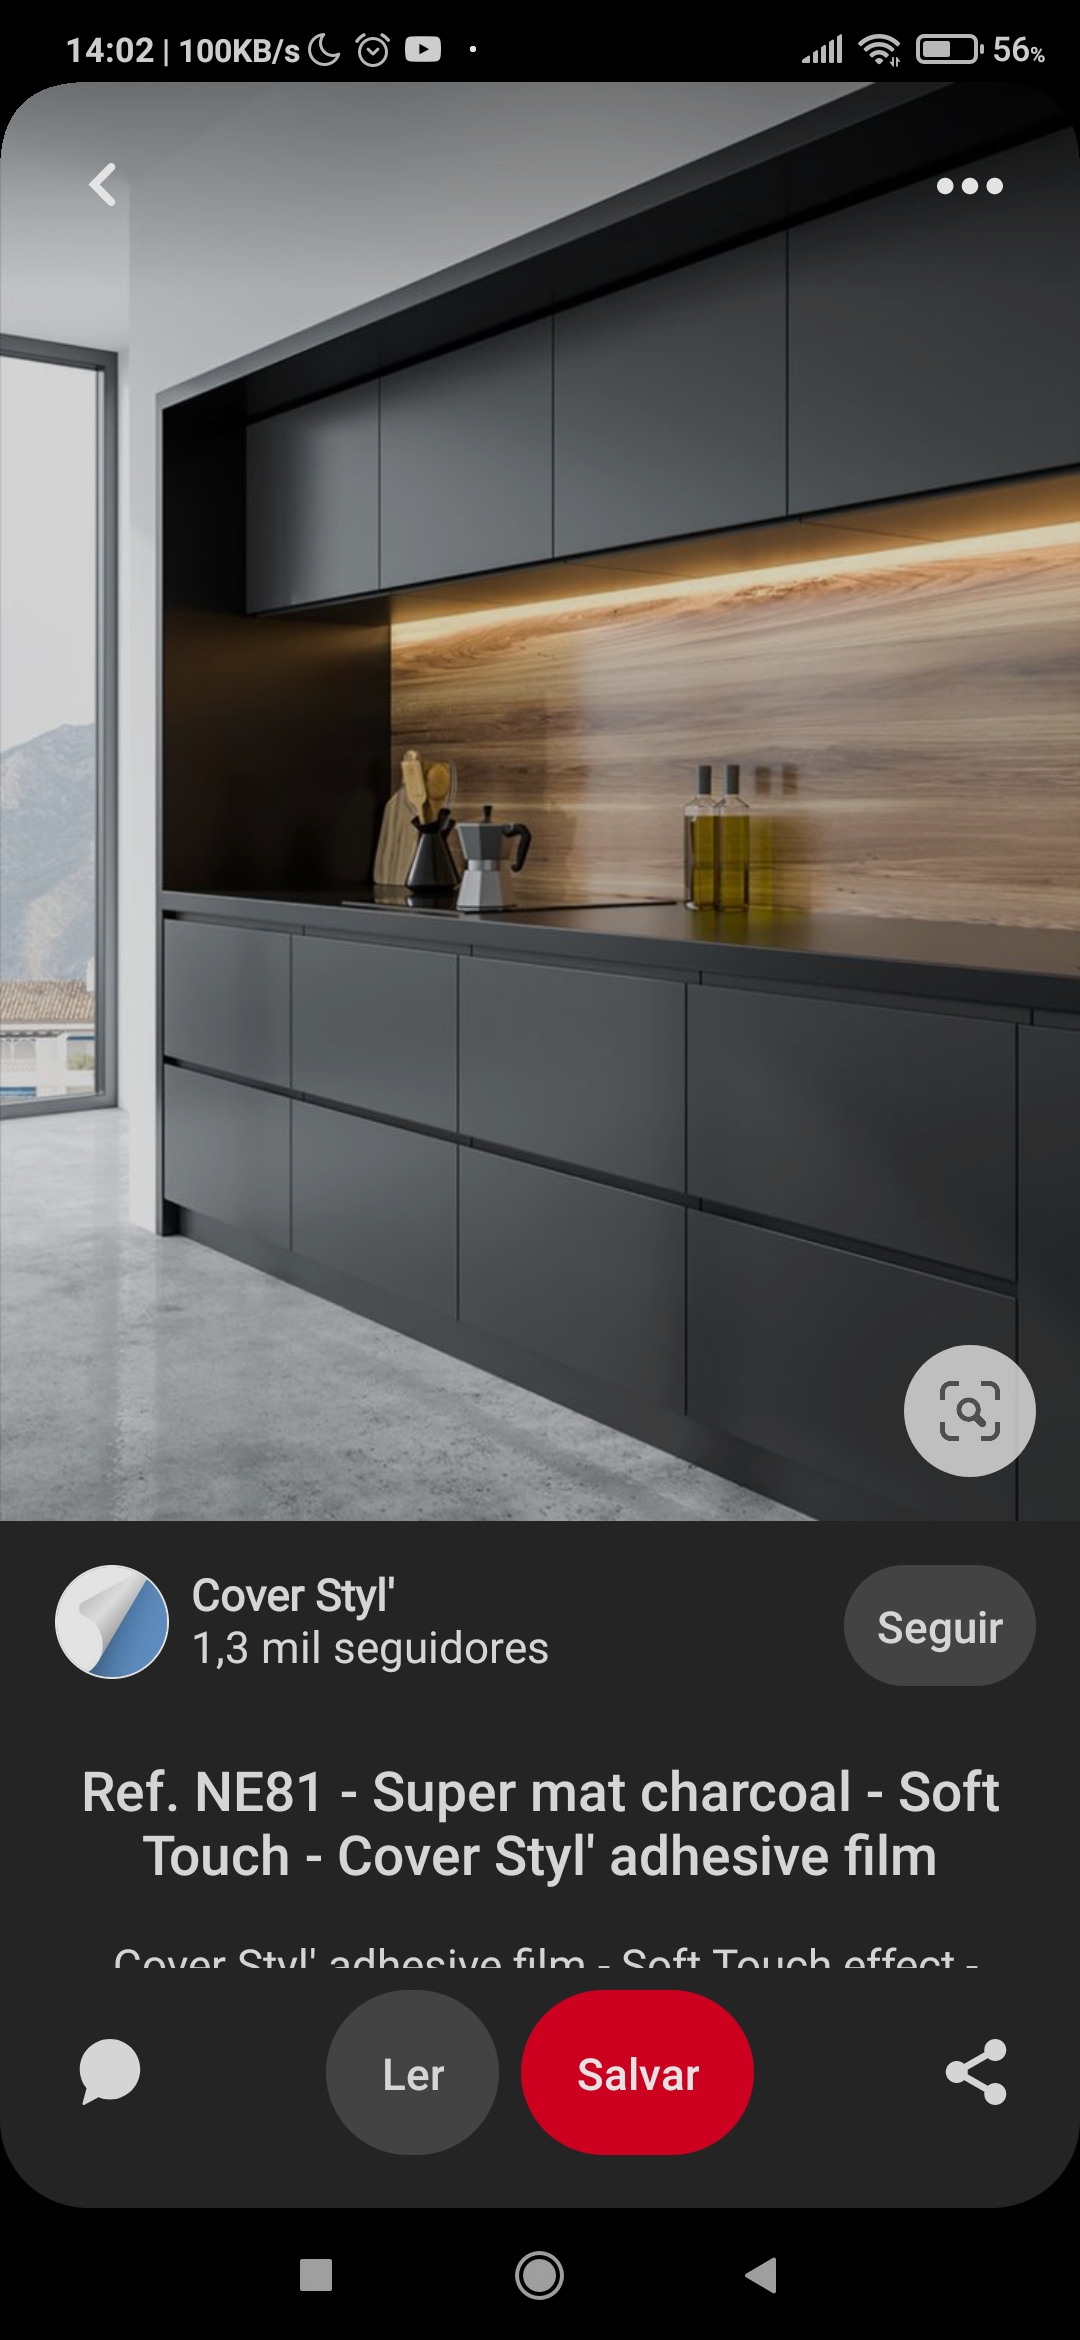 14:02 | 100KB/s
56%
Cover Styl'
1,3 mil seguidores
Seguir
Ref. NE81 - Super mat charcoal - Soft
Touch - Cover Styl' adhesive film
Cover Styl' adhesive film - Soft Touch effect -
Ler
Salvar